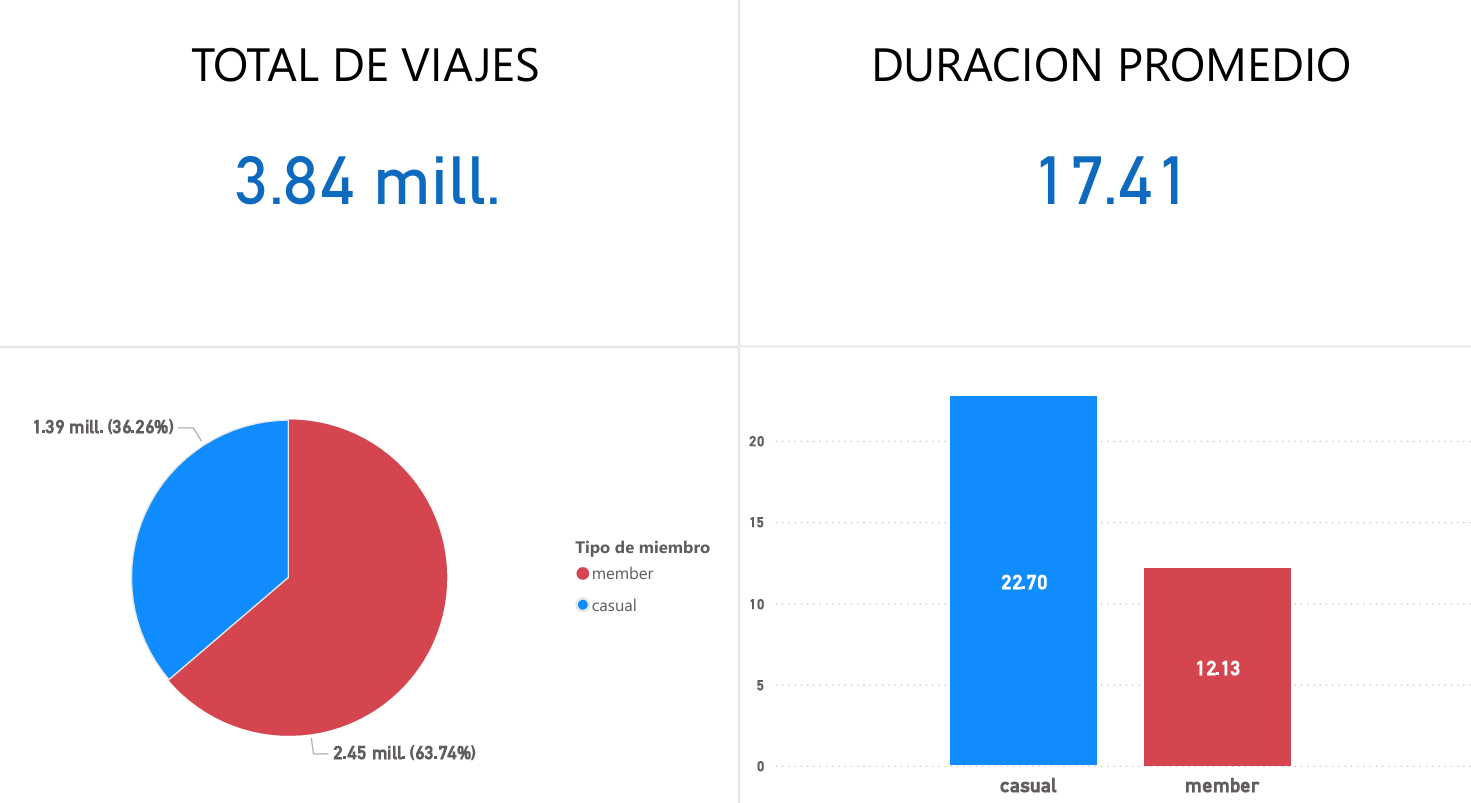 TOTAL DE VIAJES
3.84 mill.
DURACION PROMEDIO
17.41
1.39 mill. (36.26%)
2.45 mill. (63.74%)
Tipo de miembro
member
casual
20
15
10
5
0
22.70
12.13
casual
member